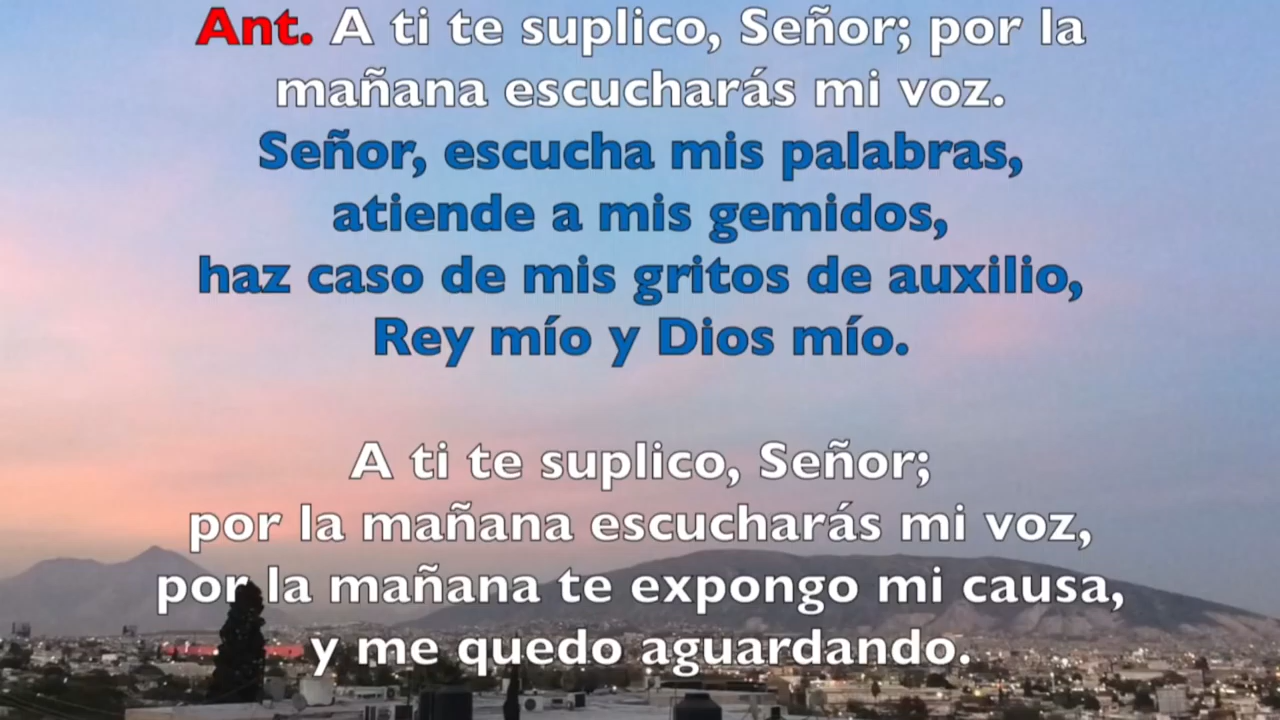 Ant. A ti te suplico, Señor; por la
mañana escucharás mi voz.
Señor, escucha mis palabras,
atiende a mis gemidos,
haz caso de mis gritos de auxilio,
Rey mío y Dios mío.
A ti te suplico, Señor;
por la mañana escucharás mi voz,
por la mañana te expongo mi causa,
y me quedo aguardando.